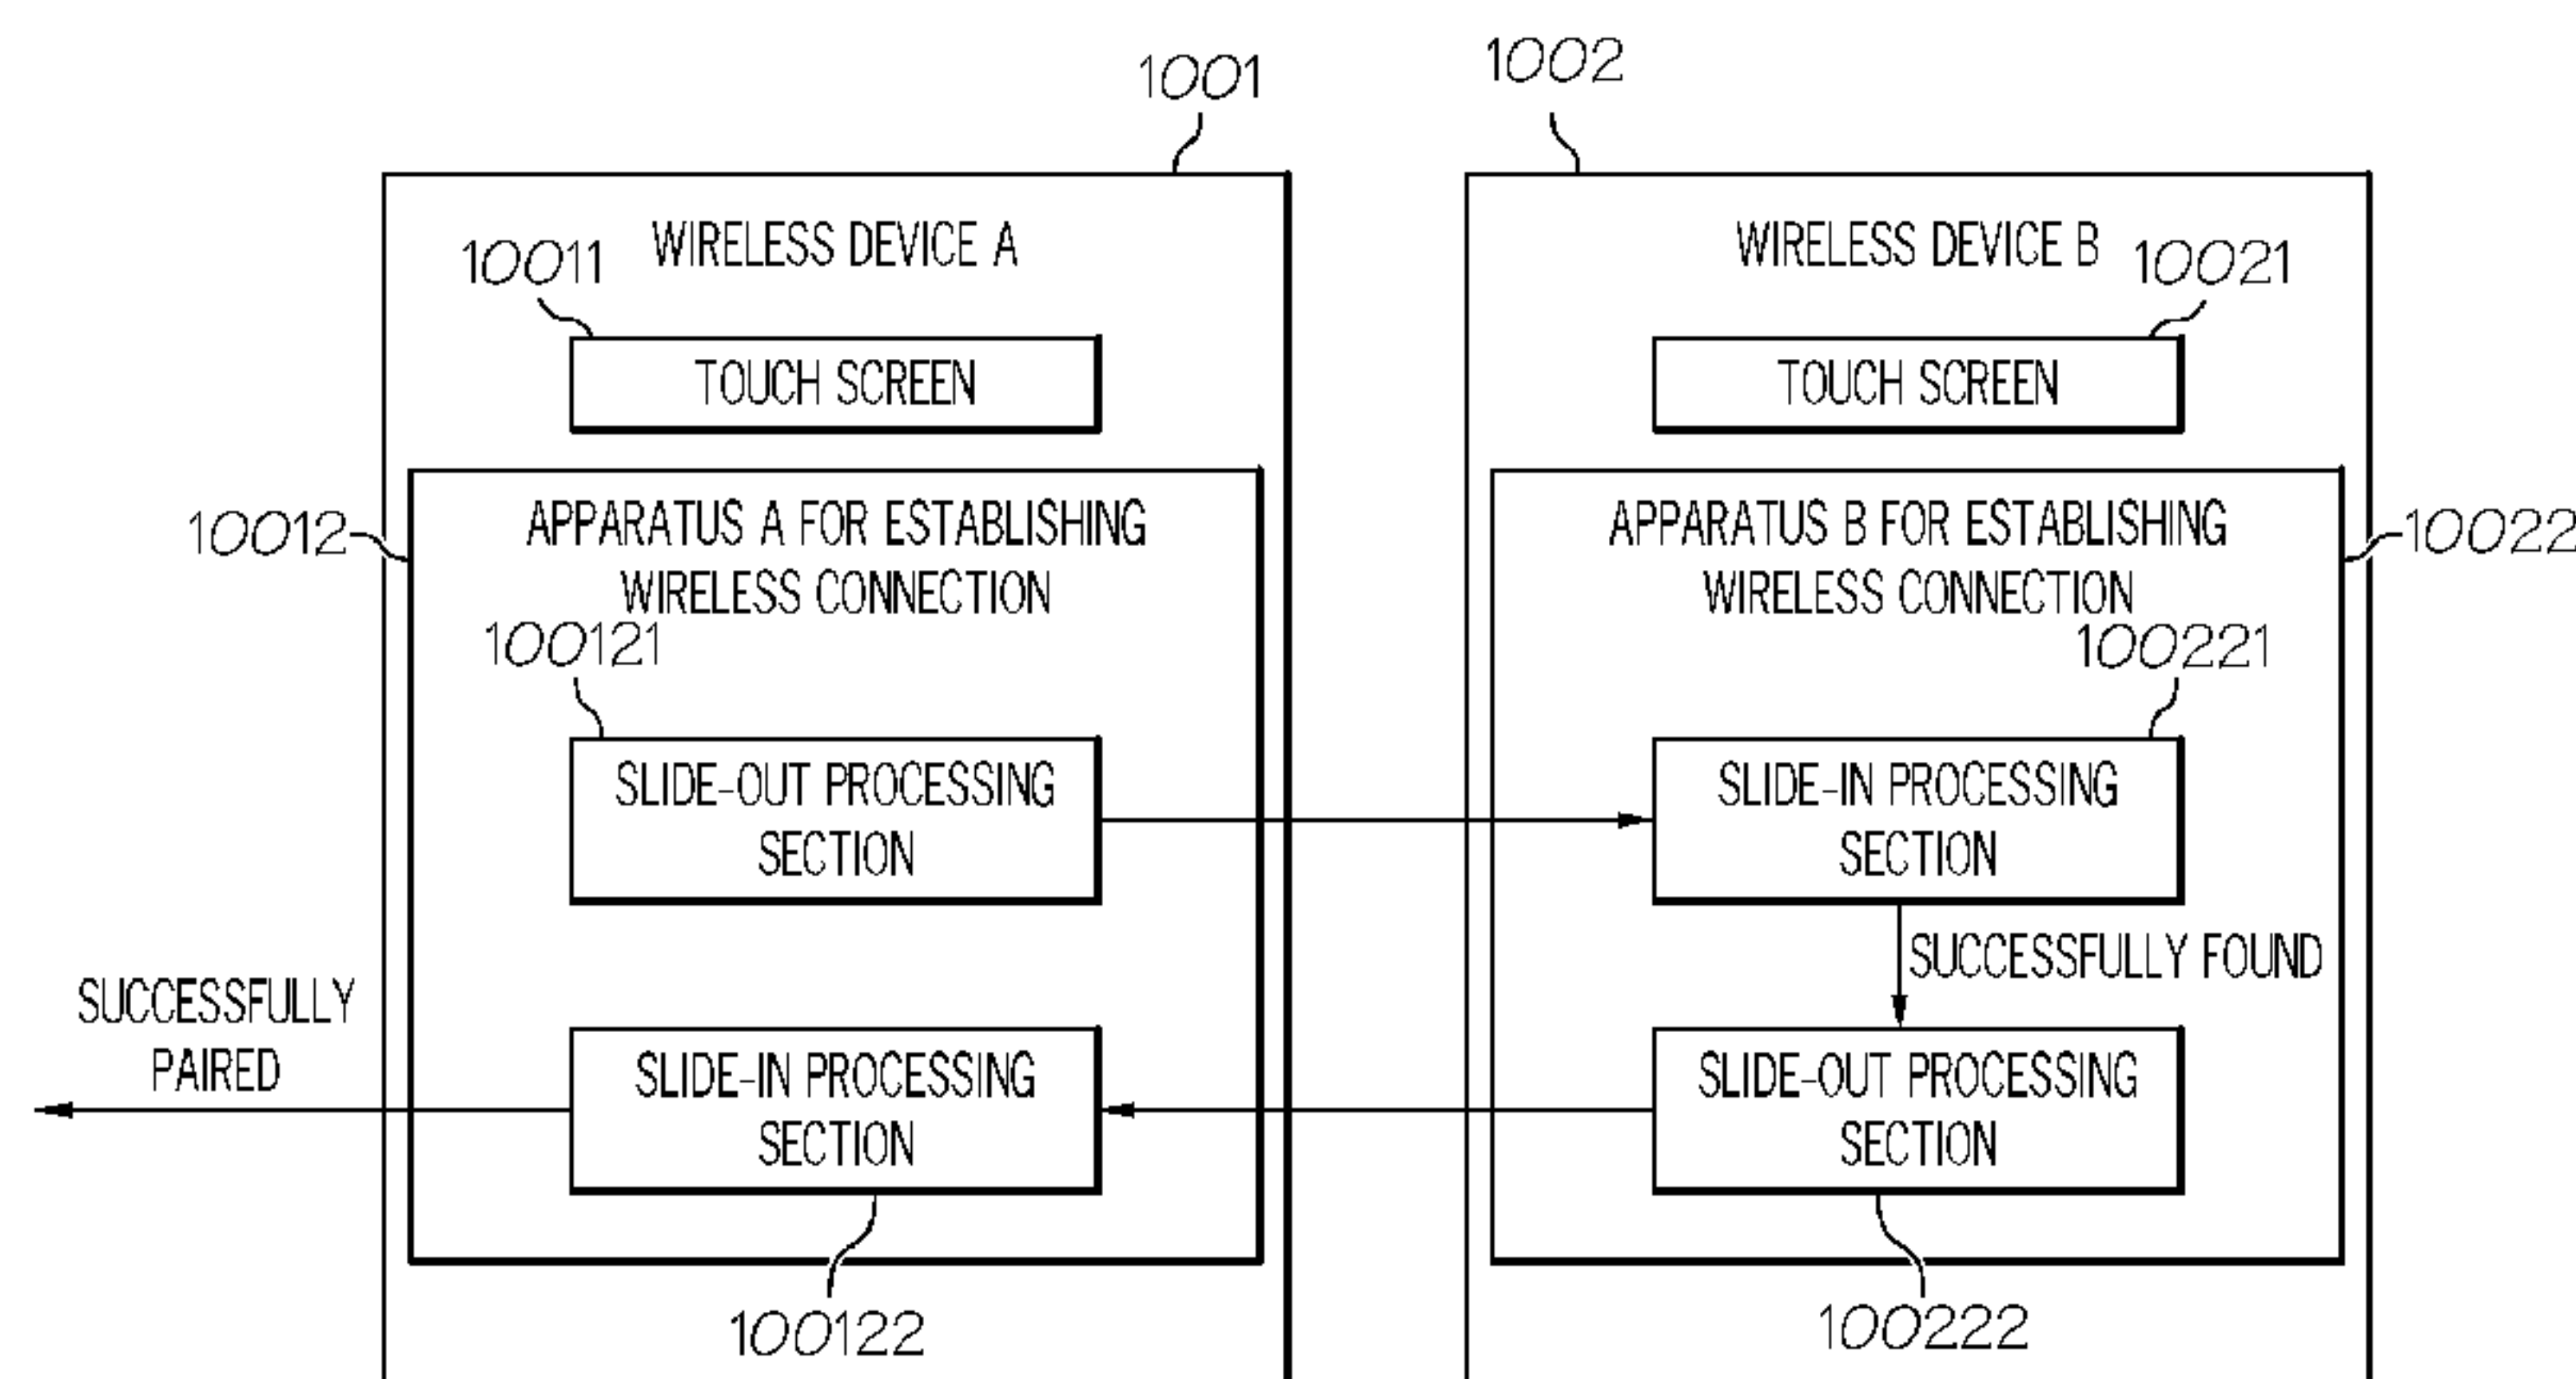 1001
1002
WIRELESS DEVICE A
10011
TOUCH SCREEN
10012
APPARATUS A FOR ESTABLISHING
WIRELESS CONNECTION
100121
SLIDE-OUT PROCESSING
SECTION
SUCCESSFULLY
PAIRED
SLIDE-IN PROCESSING
SECTION
100122
WIRELESS DEVICE B
10021
TOUCH SCREEN
10022
APPARATUS B FOR ESTABLISHING
WIRELESS CONNECTION
100221
SLIDE-IN PROCESSING
SECTION
SUCCESSFULLY FOUND
SLIDE-OUT PROCESSING
SECTION
100222